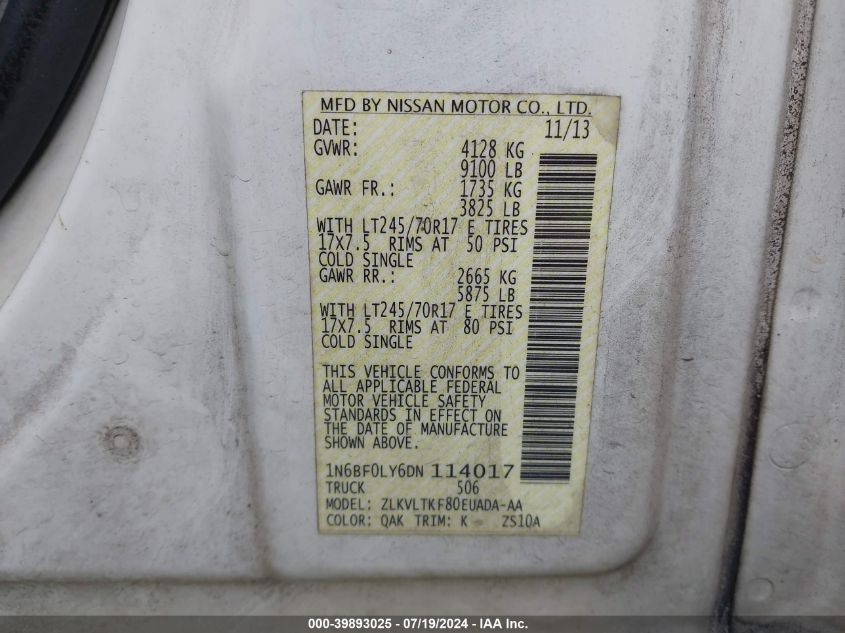 MFD BY NISSAN MOTOR CO., LTD.
DATE: 11/13
GVWR: 4128 KG
9100 LB
GAWR FR.: 1735 KG
3825 LB
WITH LT245/70R17 E TIRES
17X7.5 RIMS AT 50 PSI
COLD SINGLE
GAWR RR.: 2665 KG
5875 LB
WITH LT245/70R17 E TIRES
17X7.5 RIMS AT 80 PSI
COLD SINGLE
THIS VEHICLE CONFORMS TO
ALL APPLICABLE FEDERAL
MOTOR VEHICLE SAFETY
STANDARDS IN EFFECT ON
THE DATE OF MANUFACTURE
SHOWN ABOVE.
1N6BF0LY6DN114017
TRUCK 506
MODEL: ZLKVLTKF80EUADA-AA
COLOR: QAK TRIM: K ZS10A
000-39893025 - 07/19/2024 - IAA Inc.